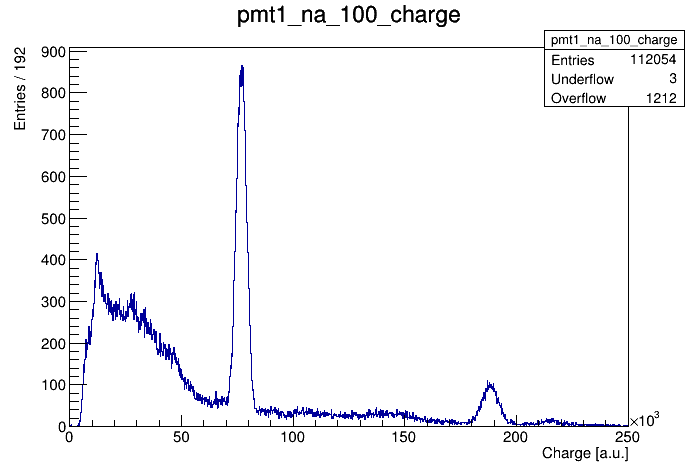 pmt1_na_100_charge
pmt1_na_100_charge
Entries 112054
Underflow 3
Overflow 1212
Entries / 192
900
800
700
600
500
400
300
200
100
0
0 50 100 150 200 250
×10³
Charge [a.u.]